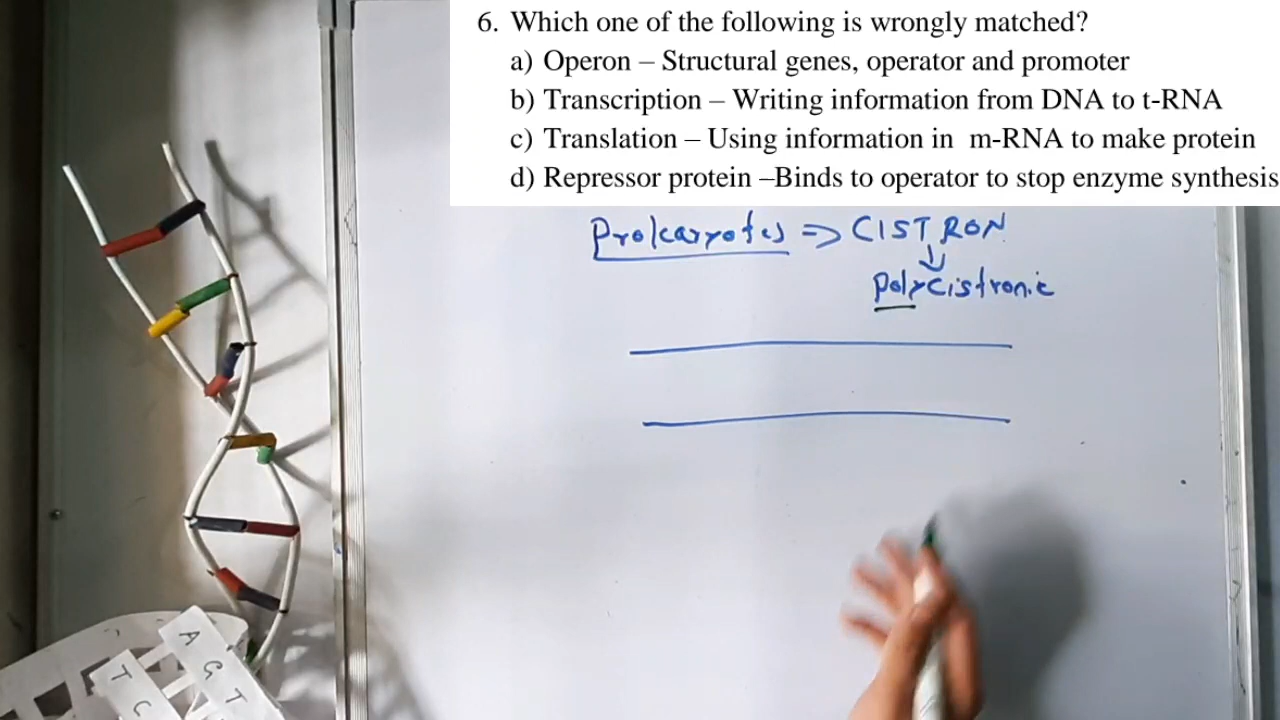 6. Which one of the following is wrongly matched?
a) Operon – Structural genes, operator and promoter
b) Transcription – Writing information from DNA to t-RNA
c) Translation – Using information in m-RNA to make protein
d) Repressor protein –Binds to operator to stop enzyme synthesis
Prokaryotes => CISTRON
↓
Polycistronic
A G T
T C